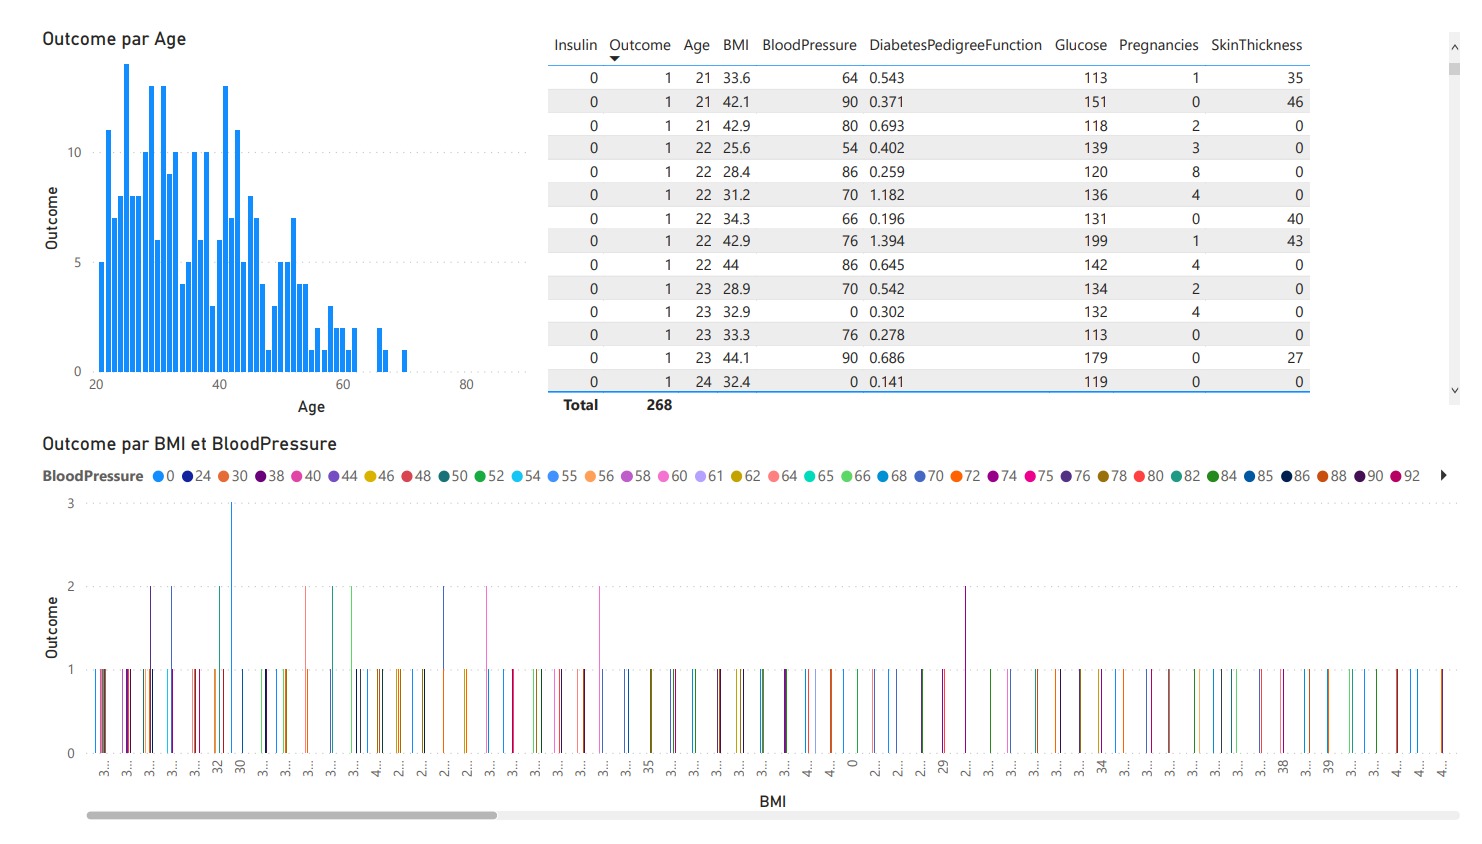 Outcome par Age
10
5
0
Outcome
20 40 60 80
Age
Insulin Outcome Age BMI BloodPressure DiabetesPedigreeFunction Glucose Pregnancies SkinThickness
0 1 21 33.6 64 0.543 113 1 35
0 1 21 42.1 90 0.371 151 0 46
0 1 21 42.9 80 0.693 118 2 0
0 1 22 25.6 54 0.402 139 3 0
0 1 22 28.4 86 0.259 120 8 0
0 1 22 31.2 70 1.182 136 4 0
0 1 22 34.3 66 0.196 131 0 40
0 1 22 42.9 76 1.394 199 1 43
0 1 22 44 86 0.645 142 4 0
0 1 23 28.9 70 0.542 134 2 0
0 1 23 32.9 0 0.302 132 4 0
0 1 23 33.3 76 0.278 113 0 0
0 1 23 44.1 90 0.686 179 0 27
0 1 24 32.4 0 0.141 119 0 0
Total 268
Outcome par BMI et BloodPressure
BloodPressure 0 24 30 38 40 44 46 48 50 52 54 55 56 58 60 61 62 64 65 66 68 70 72 74 75 76 78 80 82 84 85 86 88 90 92
3
2
1
0
Outcome
3... 3... 3... 3... 3... 32 30 3... 3... 3... 3... 3... 4... 2... 2... 2... 2... 3... 3... 3... 3... 3... 3... 3... 35 3... 3... 3... 3... 3... 3... 4... 4... 0 2... 2... 2... 29 2... 3... 3... 3... 3... 3... 34 3... 3... 3... 3... 3... 3... 3... 38 3... 39 3... 3... 4... 4... 4...
BMI